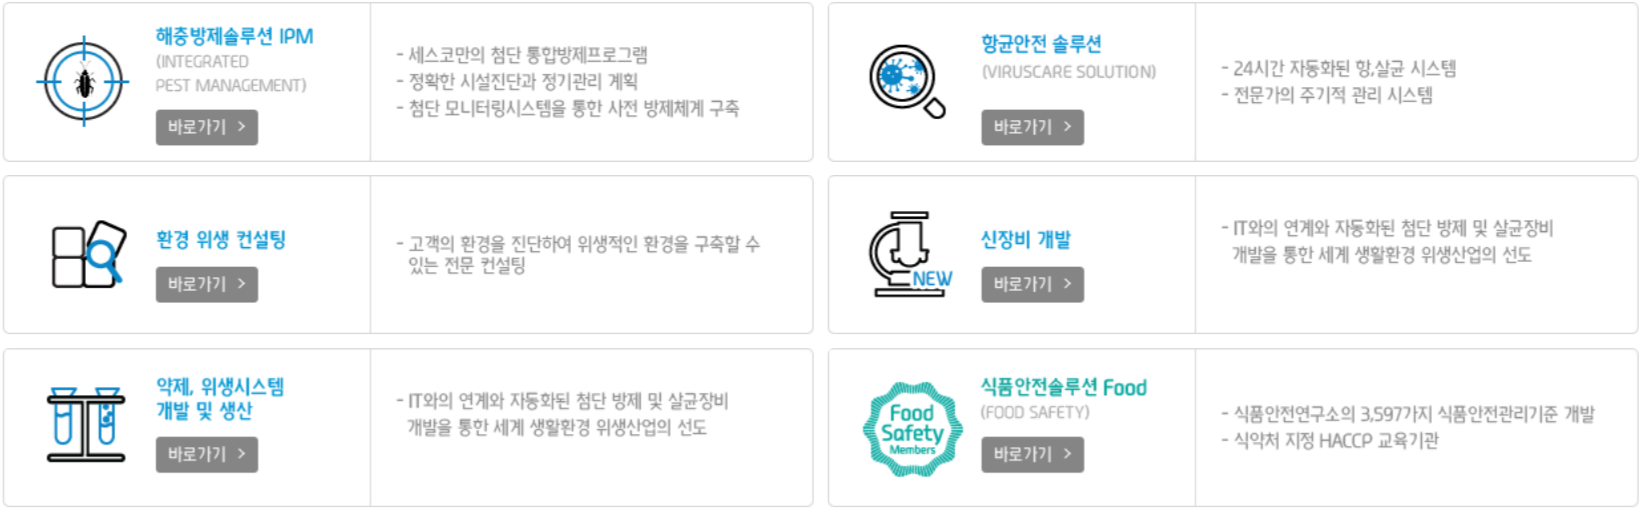 해충방제솔루션 IPM
(INTEGRATED
PEST MANAGEMENT)
바로가기 >
- 세스코만의 첨단 통합방제프로그램
- 정확한 시설진단과 정기관리 계획
- 첨단 모니터링시스템을 통한 사전 방제체계 구축
항균안전 솔루션
(VIRUSCARE SOLUTION)
바로가기 >
- 24시간 자동화된 항,살균 시스템
- 전문가의 주기적 관리 시스템
환경 위생 컨설팅
바로가기 >
- 고객의 환경을 진단하여 위생적인 환경을 구축할 수
있는 전문 컨설팅
NEW
신장비 개발
바로가기 >
- IT와의 연계와 자동화된 첨단 방제 및 살균장비
개발을 통한 세계 생활환경 위생산업의 선도
약제, 위생시스템
개발 및 생산
바로가기 >
- IT와의 연계와 자동화된 첨단 방제 및 살균장비
개발을 통한 세계 생활환경 위생산업의 선도
Food
Safety
Members
식품안전솔루션 Food
(FOOD SAFETY)
바로가기 >
- 식품안전연구소의 3,597가지 식품안전관리기준 개발
- 식약처 지정 HACCP 교육기관